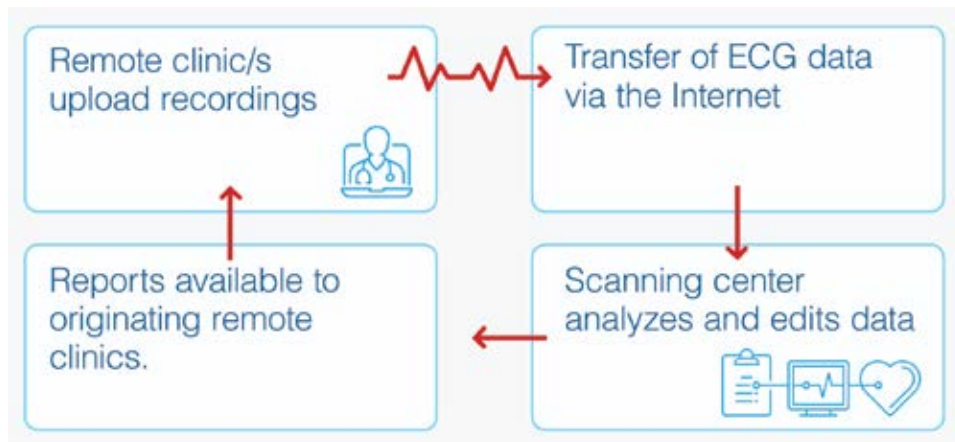 Remote clinic/s
upload recordings
Transfer of ECG data
via the Internet
Reports available to
originating remote
clinics.
Scanning center
analyzes and edits data